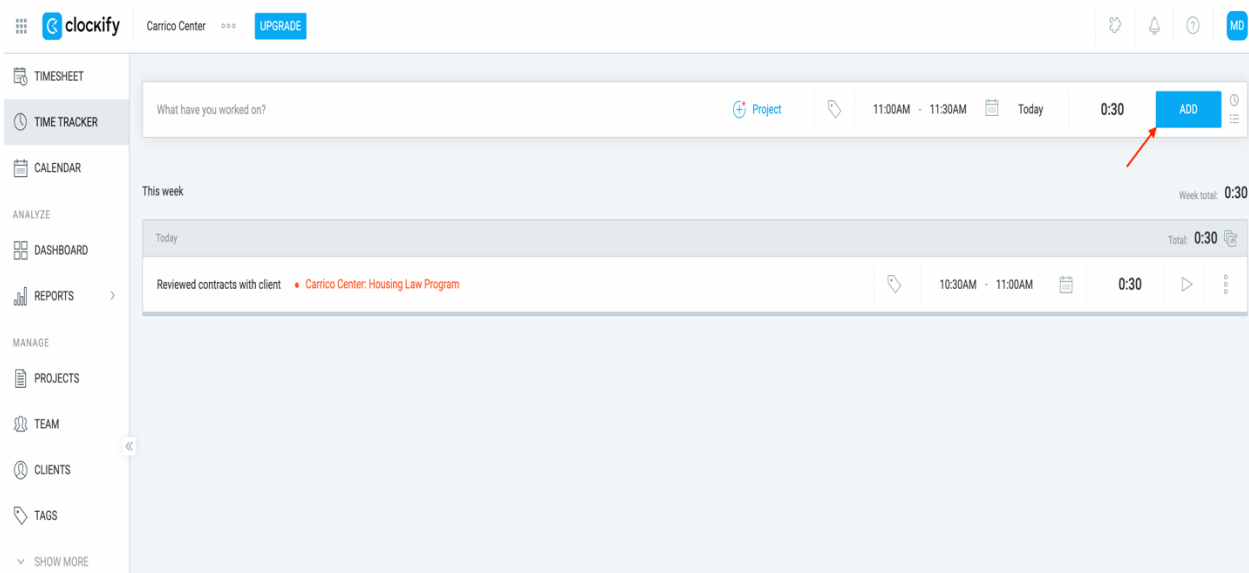 clockify Carrico Center UPGRADE MD
TIMESHEET
TIME TRACKER
CALENDAR
ANALYZE
DASHBOARD
REPORTS
MANAGE
PROJECTS
TEAM
CLIENTS
TAGS
SHOW MORE
What have you worked on? Project 11:00AM - 11:30AM Today 0:30 ADD
This week Week total: 0:30
Today Total: 0:30
Reviewed contracts with client • Carrico Center: Housing Law Program 10:30AM - 11:00AM 0:30